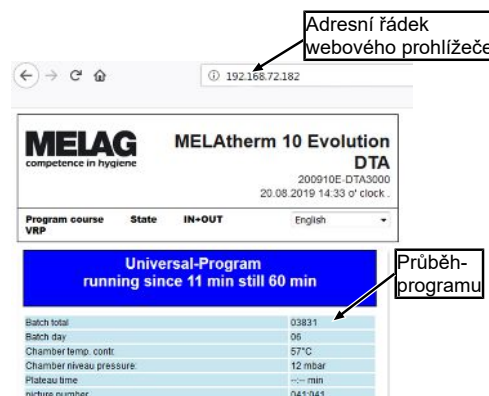 Adresní řádek
webového prohlížeče
192.168.72.182
MELAG
competence in hygiene
MELAtherm 10 Evolution
DTA
200910E-DTA3000
20.08.2019 14:33 o' clock .
Program course State IN+OUT English
VRP
Universal-Program
running since 11 min still 60 min
Průběh-
programu
Batch total 03831
Batch day 06
Chamber temp. contr. 57°C
Chamber niveau pressure: 12 mbar
Plateau time --:-- min
picture number 041:041